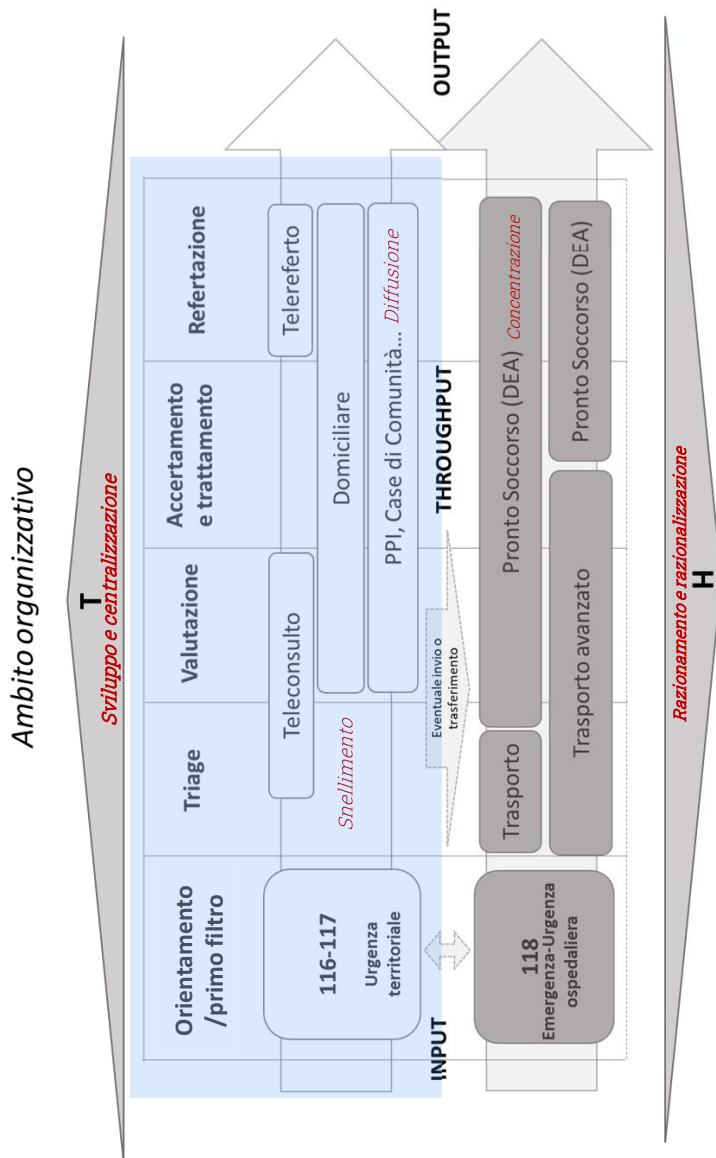 Ambito organizzativo
T
Sviluppo e centralizzazione
Orientamento
/primo filtro
Triage
Valutazione
Accertamento
e trattamento
Refertazione
116-117
Urgenza
territoriale
Teleconsulto
Telereferto
Snellimento
Domiciliare
PPI, Case di Comunità... Diffusione
INPUT
THROUGHPUT
OUTPUT
Eventuale invio o
trasferimento
118
Emergenza-Urgenza
ospedaliera
Trasporto
Pronto Soccorso (DEA) Concentrazione
Trasporto avanzato
Pronto Soccorso (DEA)
Razionamento e razionalizzazione
H